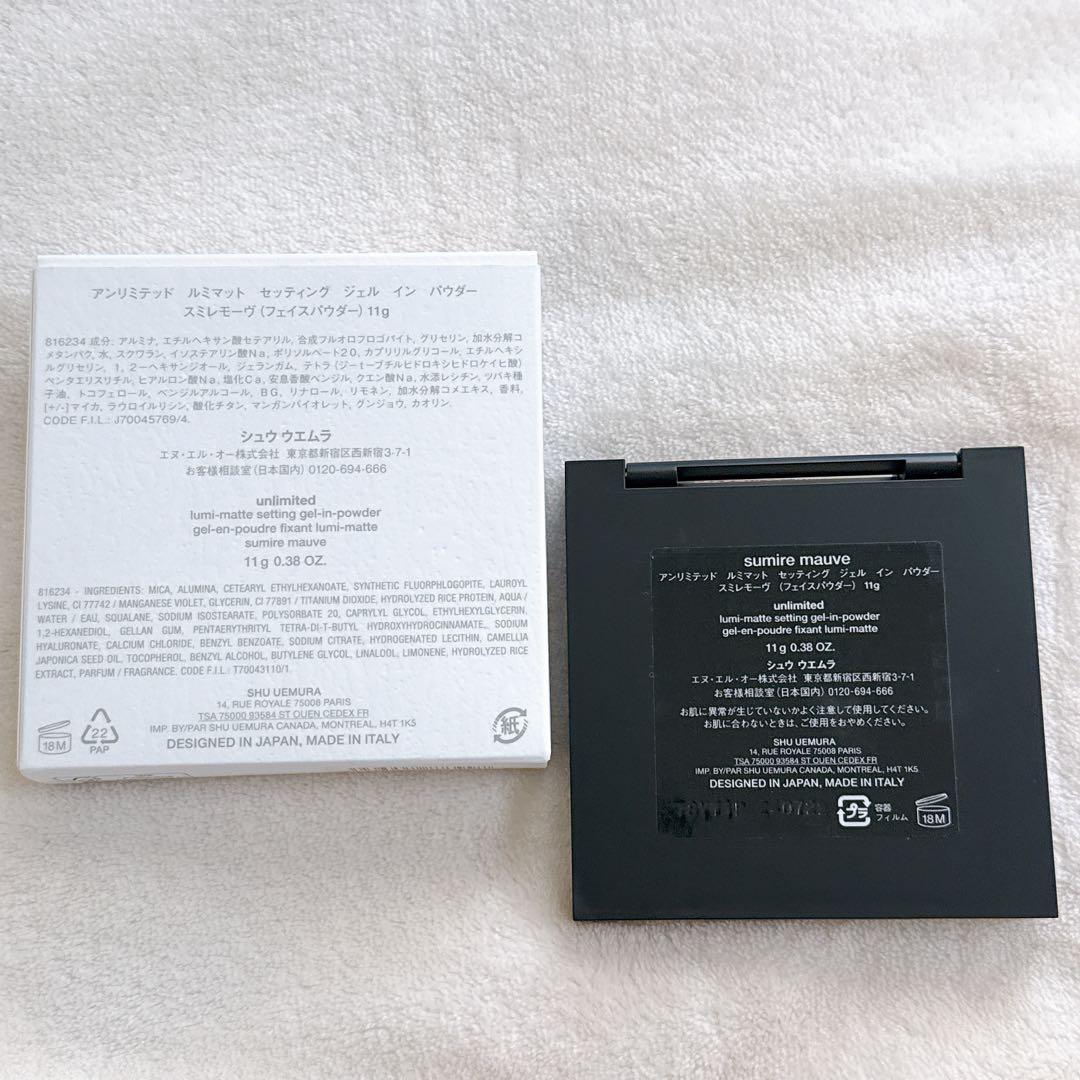 アンリミテッド ルミマット セッティング ジェル イン パウダー
スミレモーヴ (フェイスパウダー) 11g
816234 成分: アルミナ, エチルヘキサン酸セテアリル, 合成フルオロフロゴパイト, グリセリン, 加水分解コ
メタンパク, 水, スクワラン, イソステアリン酸Na, ポリソルベート20, カプリリルグリコール, エチルヘキシ
ルグリセリン, 1, 2-ヘキサンジオール, ジェランガム, テトラ (ジ-t-ブチルヒドロキシヒドロケイヒ酸)
ペンタエリスリチル, ヒアルロン酸Na, 塩化Ca, 安息香酸ベンジル, クエン酸Na, 水添レシチン, ツバキ種
子油, トコフェロール, ベンジルアルコール, BG, リナロール, リモネン, 加水分解コメエキス, 香料,
[+/-] マイカ, ラウロイルリシン, 酸化チタン, マンガンバイオレット, グンジョウ, カオリン.
CODE F.I.L.: J70045769/4.
シュウ ウエムラ
エヌ・エル・オー株式会社 東京都新宿区西新宿3-7-1
お客様相談室 (日本国内) 0120-694-666
unlimited
lumi-matte setting gel-in-powder
gel-en-poudre fixant lumi-matte
sumire mauve
11 g 0.38 OZ.
816234 - INGREDIENTS: MICA, ALUMINA, CETEARYL ETHYLHEXANOATE, SYNTHETIC FLUORPHLOGOPITE, LAUROYL
LYSINE, CI 77742 / MANGANESE VIOLET, GLYCERIN, CI 77891 / TITANIUM DIOXIDE, HYDROLYZED RICE PROTEIN, AQUA /
WATER / EAU, SQUALANE, SODIUM ISOSTEARATE, POLYSORBATE 20, CAPRYLYL GLYCOL, ETHYLHEXYLGLYCERIN,
1,2-HEXANEDIOL, GELLAN GUM, PENTAERYTHRITYL TETRA-DI-T-BUTYL HYDROXYHYDROCINNAMATE, SODIUM
HYALURONATE, CALCIUM CHLORIDE, BENZYL BENZOATE, SODIUM CITRATE, HYDROGENATED LECITHIN, CAMELLIA
JAPONICA SEED OIL, TOCOPHEROL, BENZYL ALCOHOL, BUTYLENE GLYCOL, LINALOOL, LIMONENE, HYDROLYZED RICE
EXTRACT, PARFUM / FRAGRANCE. CODE F.I.L.: T70043110/1.
SHU UEMURA
14, RUE ROYALE 75008 PARIS
TSA 75000 93584 ST OUEN CEDEX FR
IMP. BY/PAR SHU UEMURA CANADA, MONTREAL, H4T 1K5
DESIGNED IN JAPAN, MADE IN ITALY
18M
22
PAP
紙
sumire mauve
アンリミテッド ルミマット セッティング ジェル イン パウダー
スミレモーヴ (フェイスパウダー) 11g
unlimited
lumi-matte setting gel-in-powder
gel-en-poudre fixant lumi-matte
11 g 0.38 OZ.
シュウ ウエムラ
エヌ・エル・オー株式会社 東京都新宿区西新宿3-7-1
お客様相談室 (日本国内) 0120-694-666
お肌に異常が生じていないかよく注意して使用してください。
お肌に合わないときは、ご使用をおやめください。
SHU UEMURA
14, RUE ROYALE 75008 PARIS
TSA 75000 93584 ST OUEN CEDEX FR
IMP. BY/PAR SHU UEMURA CANADA, MONTREAL, H4T 1K5
DESIGNED IN JAPAN, MADE IN ITALY
プラ
容器
フィルム
18M